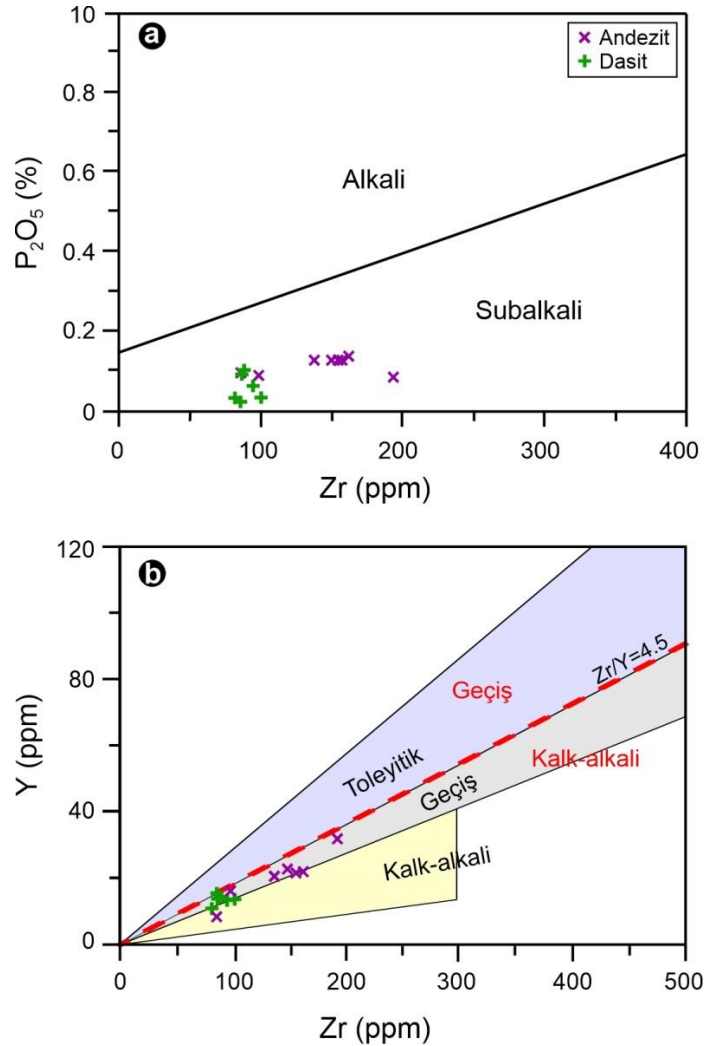 a
Andezit
Dasit
10
0.8
0.6
0.4
0.2
0
P₂O₅ (%)
Alkali
Subalkali
0
100
200
300
400
Zr (ppm)
b
120
80
40
0
Y (ppm)
Zr/Y=4.5
Geçiş
Kalk-alkali
Toleyitik
Geçiş
Kalk-alkali
0
100
200
300
400
500
Zr (ppm)